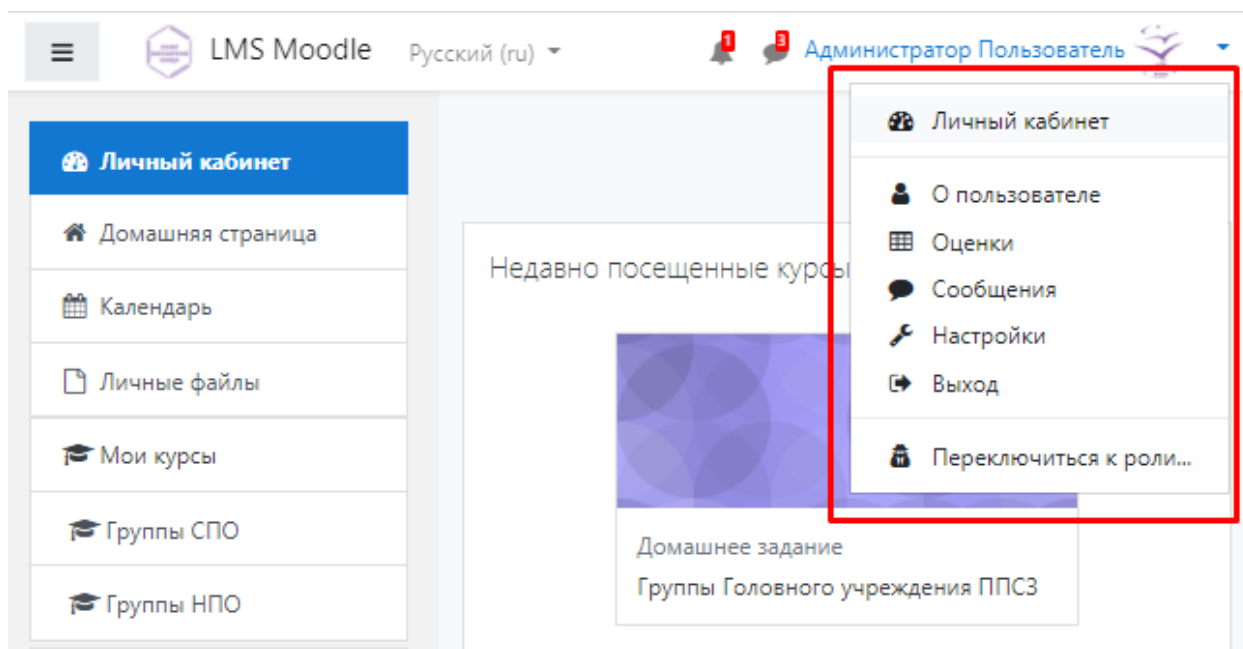 LMS Moodle Русский (ru) 1 3 Администратор Пользователь
Личный кабинет
Домашняя страница
Календарь
Личные файлы
Мои курсы
Группы СПО
Группы НПО
Недавно посещенные курсы
Домашнее задание
Группы Головного учреждения ППСЗ
Личный кабинет
О пользователе
Оценки
Сообщения
Настройки
Выход
Переключиться к роли...